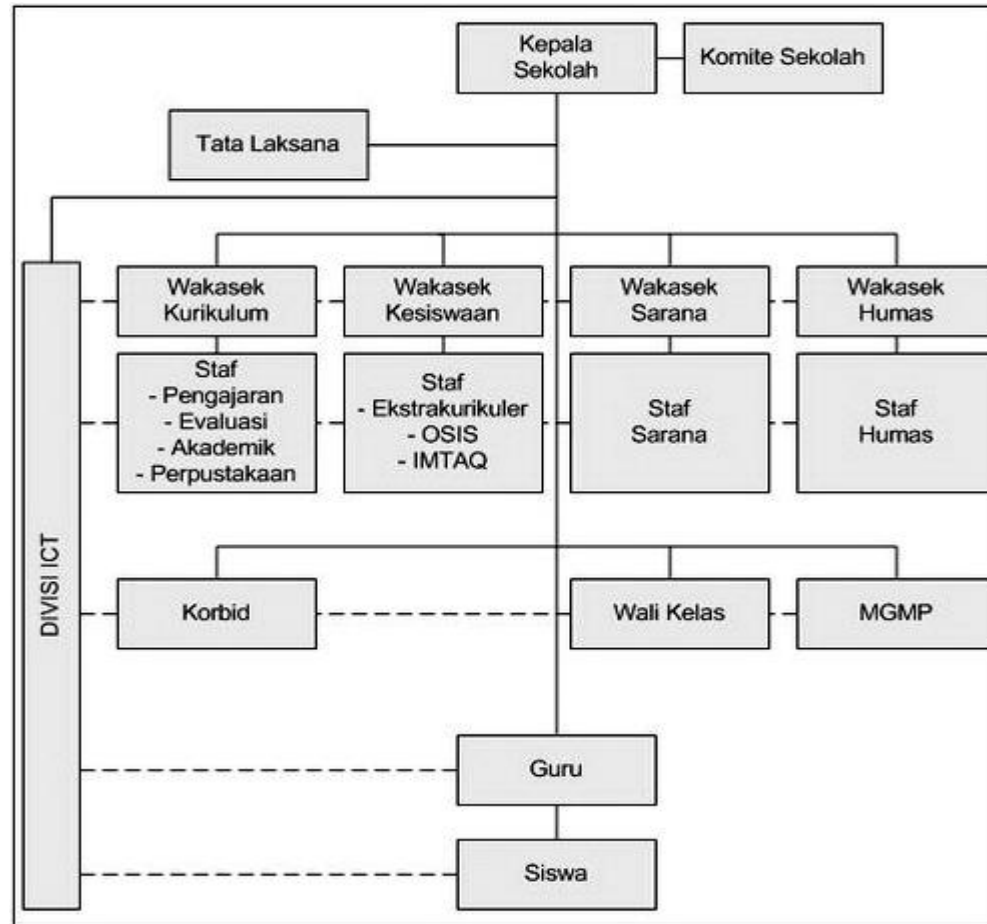 Kepala
Sekolah
Komite Sekolah
Tata Laksana
DIVISI ICT
Wakasek
Kurikulum
Wakasek
Kesiswaan
Wakasek
Sarana
Wakasek
Humas
Staf
- Pengajaran
- Evaluasi
- Akademik
- Perpustakaan
Staf
- Ekstrakurikuler
- OSIS
- IMTAQ
Staf
Sarana
Staf
Humas
Korbid
Wali Kelas
MGMP
Guru
Siswa